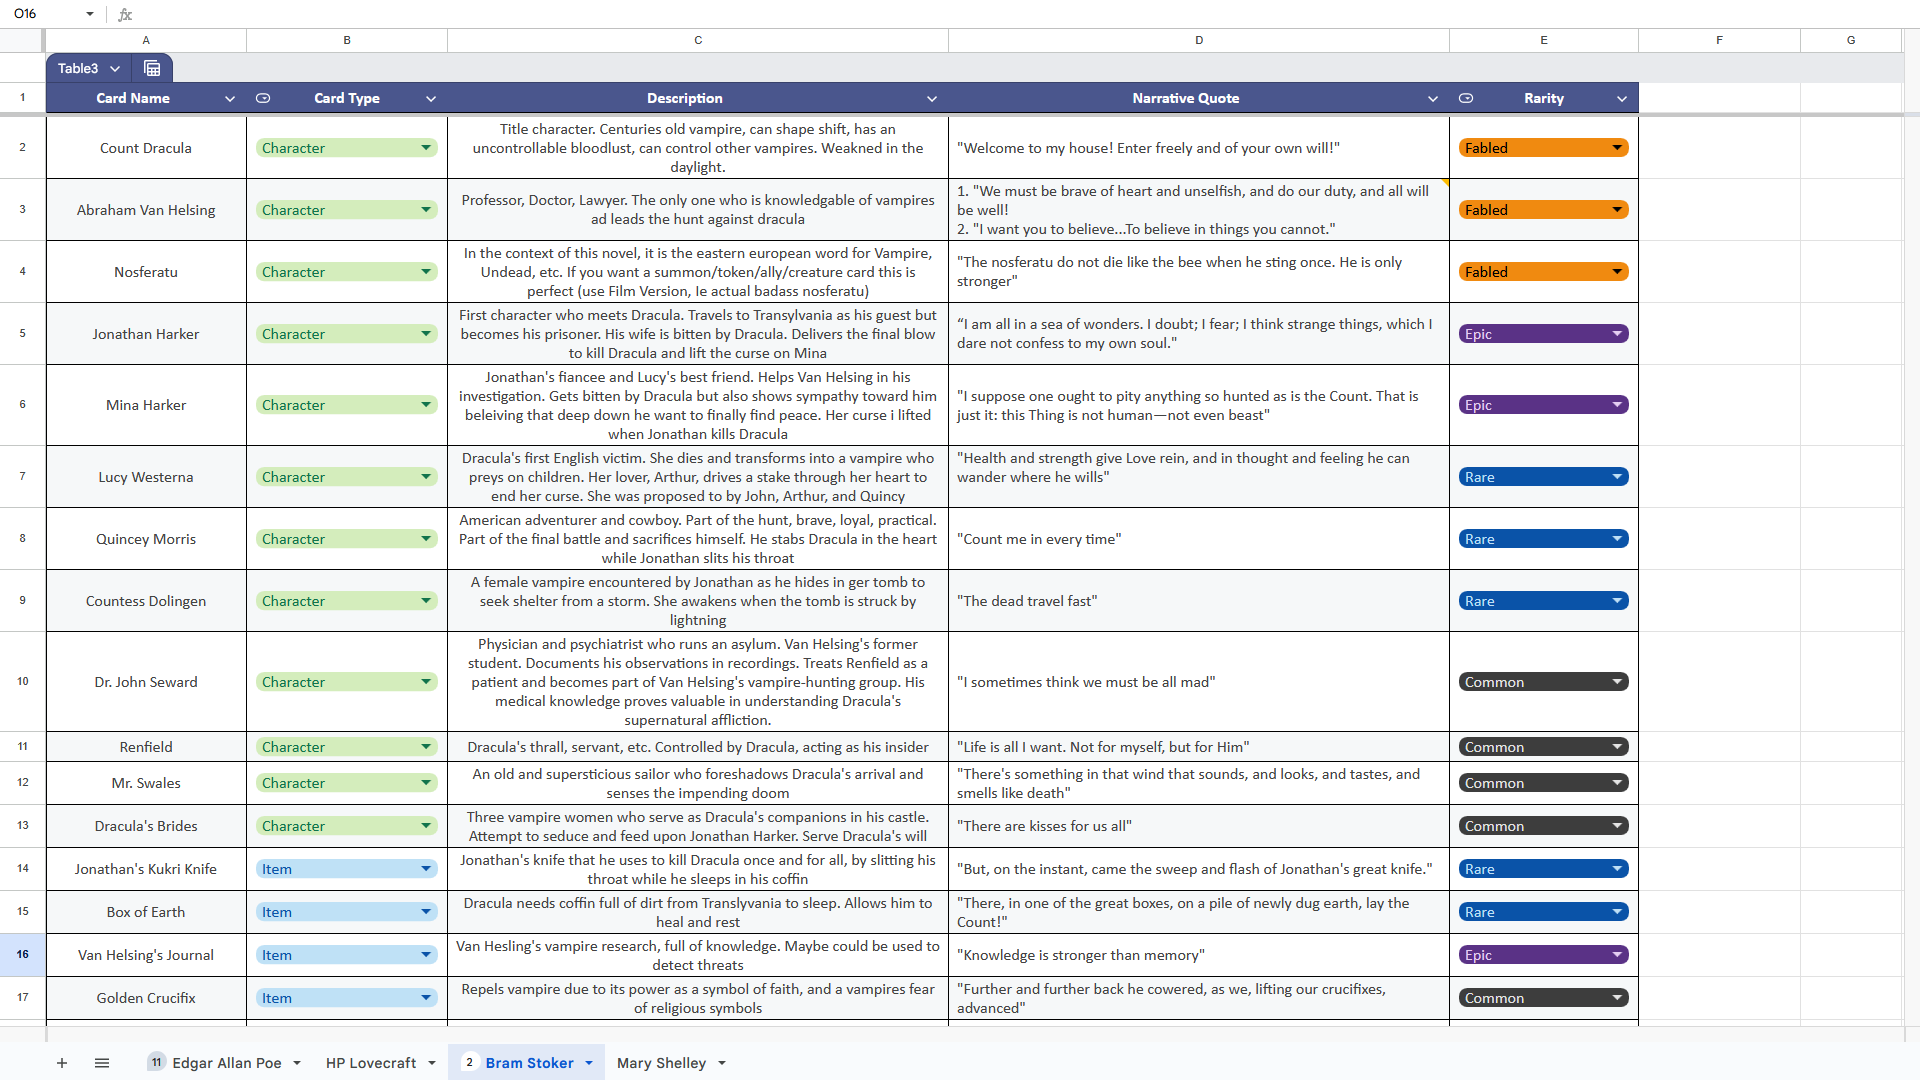 O16
fx
A B C D E F G
Table3
1 Card Name Card Type Description Narrative Quote Rarity
2 Count Dracula Character
Title character. Centuries old vampire, can shape shift, has an
uncontrollable bloodlust, can control other vampires. Weakned in the
daylight.
"Welcome to my house! Enter freely and of your own will!" Fabled
3 Abraham Van Helsing Character
Professor, Doctor, Lawyer. The only one who is knowledgable of vampires
ad leads the hunt against dracula
1. "We must be brave of heart and unselfish, and do our duty, and all will
be well!
2. "I want you to believe...To believe in things you cannot."
Fabled
4 Nosferatu Character
In the context of this novel, it is the eastern european word for Vampire,
Undead, etc. If you want a summon/token/ally/creature card this is
perfect (use Film Version, Ie actual badass nosferatu)
"The nosferatu do not die like the bee when he sting once. He is only
stronger"
Fabled
5 Jonathan Harker Character
First character who meets Dracula. Travels to Transylvania as his guest but
becomes his prisoner. His wife is bitten by Dracula. Delivers the final blow
to kill Dracula and lift the curse on Mina
“I am all in a sea of wonders. I doubt; I fear; I think strange things, which I
dare not confess to my own soul."
Epic
6 Mina Harker Character
Jonathan's fiancee and Lucy's best friend. Helps Van Helsing in his
investigation. Gets bitten by Dracula but also shows sympathy toward him
beleiving that deep down he want to finally find peace. Her curse i lifted
when Jonathan kills Dracula
"I suppose one ought to pity anything so hunted as is the Count. That is
just it: this Thing is not human—not even beast"
Epic
7 Lucy Westerna Character
Dracula's first English victim. She dies and transforms into a vampire who
preys on children. Her lover, Arthur, drives a stake through her heart to
end her curse. She was proposed to by John, Arthur, and Quincy
"Health and strength give Love rein, and in thought and feeling he can
wander where he wills"
Rare
8 Quincey Morris Character
American adventurer and cowboy. Part of the hunt, brave, loyal, practical.
Part of the final battle and sacrifices himself. He stabs Dracula in the heart
while Jonathan slits his throat
"Count me in every time" Rare
9 Countess Dolingen Character
A female vampire encountered by Jonathan as he hides in ger tomb to
seek shelter from a storm. She awakens when the tomb is struck by
lightning
"The dead travel fast" Rare
10 Dr. John Seward Character
Physician and psychiatrist who runs an asylum. Van Helsing's former
student. Documents his observations in recordings. Treats Renfield as a
patient and becomes part of Van Helsing's vampire-hunting group. His
medical knowledge proves valuable in understanding Dracula's
supernatural affliction.
"I sometimes think we must be all mad" Common
11 Renfield Character Dracula's thrall, servant, etc. Controlled by Dracula, acting as his insider "Life is all I want. Not for myself, but for Him" Common
12 Mr. Swales Character
An old and supersticious sailor who foreshadows Dracula's arrival and
senses the impending doom
"There's something in that wind that sounds, and looks, and tastes, and
smells like death"
Common
13 Dracula's Brides Character
Three vampire women who serve as Dracula's companions in his castle.
Attempt to seduce and feed upon Jonathan Harker. Serve Dracula's will
"There are kisses for us all" Common
14 Jonathan's Kukri Knife Item
Jonathan's knife that he uses to kill Dracula once and for all, by slitting his
throat while he sleeps in his coffin
"But, on the instant, came the sweep and flash of Jonathan's great knife." Rare
15 Box of Earth Item
Dracula needs coffin full of dirt from Translyvania to sleep. Allows him to
heal and rest
"There, in one of the great boxes, on a pile of newly dug earth, lay the
Count!"
Rare
16 Van Helsing's Journal Item
Van Hesling's vampire research, full of knowledge. Maybe could be used to
detect threats
"Knowledge is stronger than memory" Epic
17 Golden Crucifix Item
Repels vampire due to its power as a symbol of faith, and a vampires fear
of religious symbols
"Further and further back he cowered, as we, lifting our crucifixes,
advanced"
Common
11 Edgar Allan Poe HP Lovecraft 2 Bram Stoker Mary Shelley